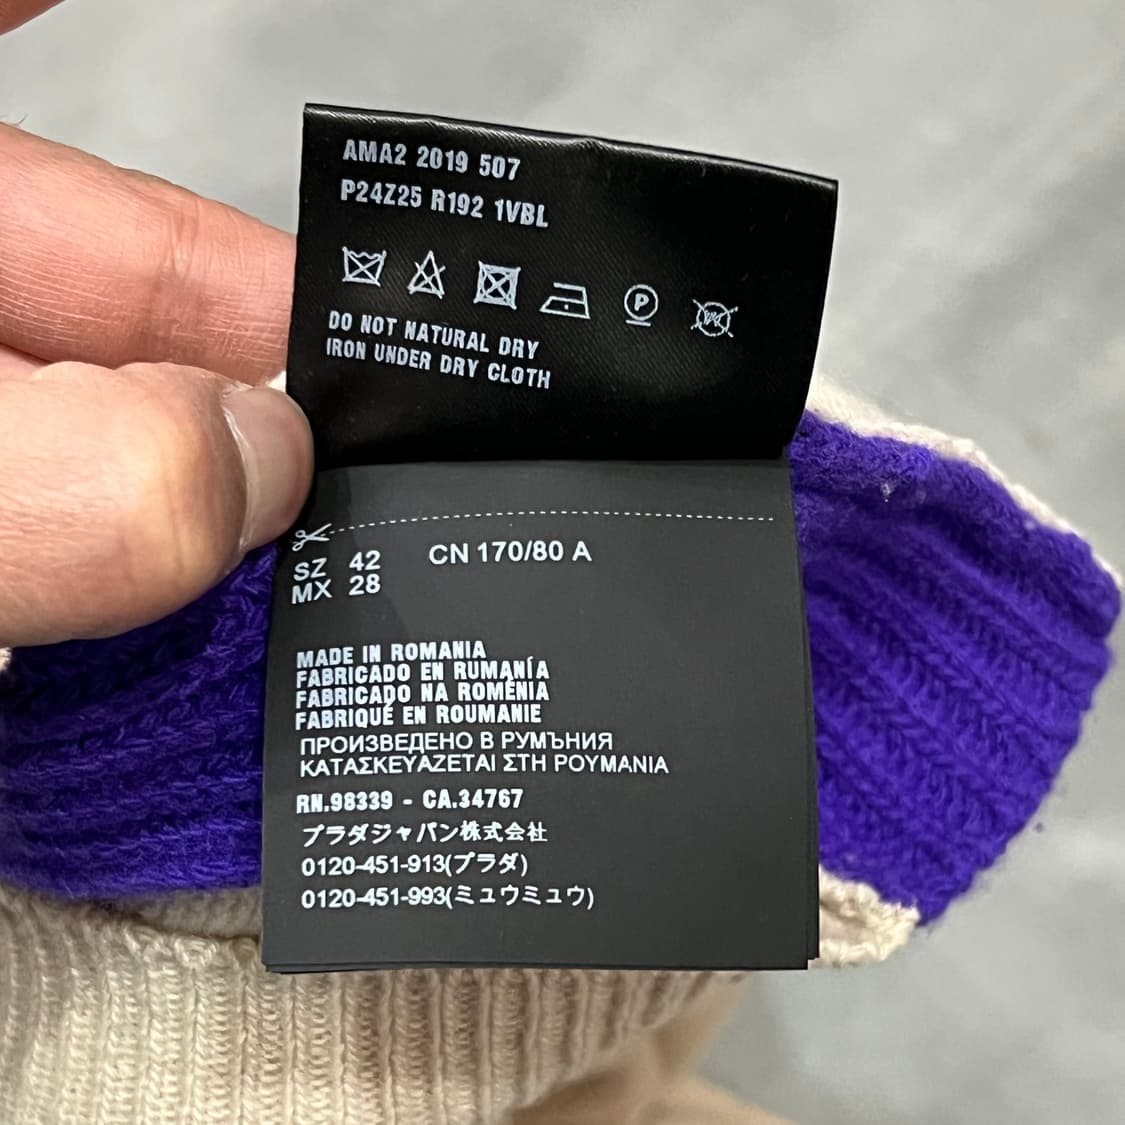 AMA2 2019 507
P24Z25 R192 1VBL
DO NOT NATURAL DRY
IRON UNDER DRY CLOTH
SZ 42 CN 170/80 A
MX 28
MADE IN ROMANIA
FABRICADO EN RUMANÍA
FABRICADO NA ROMÉNIA
FABRIQUÉ EN ROUMANIE
ПРОИЗВЕДЕНО В РУМЪНИЯ
ΚΑΤΑΣΚΕΥΑΖΕΤΑΙ ΣΤΗ ΡΟΥΜΑΝΙΑ
RN.98339 - CA.34767
プラダジャパン株式会社
0120-451-913(プラダ)
0120-451-993(ミュウミュウ)